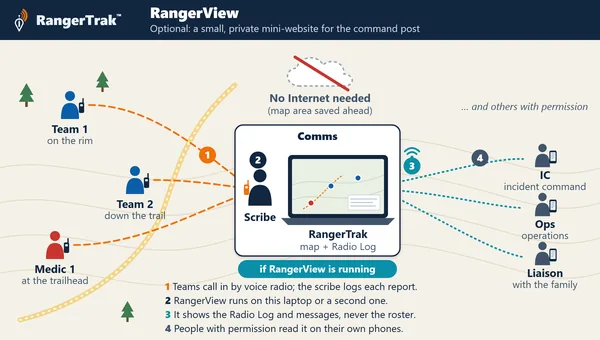 RangerTrak™
RangerView
Optional: a small, private mini-website for the command post
No Internet needed
(map area saved ahead)
... and others with permission
Team 1
on the rim
Team 2
down the trail
Medic 1
at the trailhead
1
Comms
2
Scribe
RangerTrak
map + Radio Log
3
4
IC
incident command
Ops
operations
Liaison
with the family
if RangerView is running
1 Teams call in by voice radio; the scribe logs each report.
2 RangerView runs on this laptop or a second one.
3 It shows the Radio Log and messages, never the roster.
4 People with permission read it on their own phones.